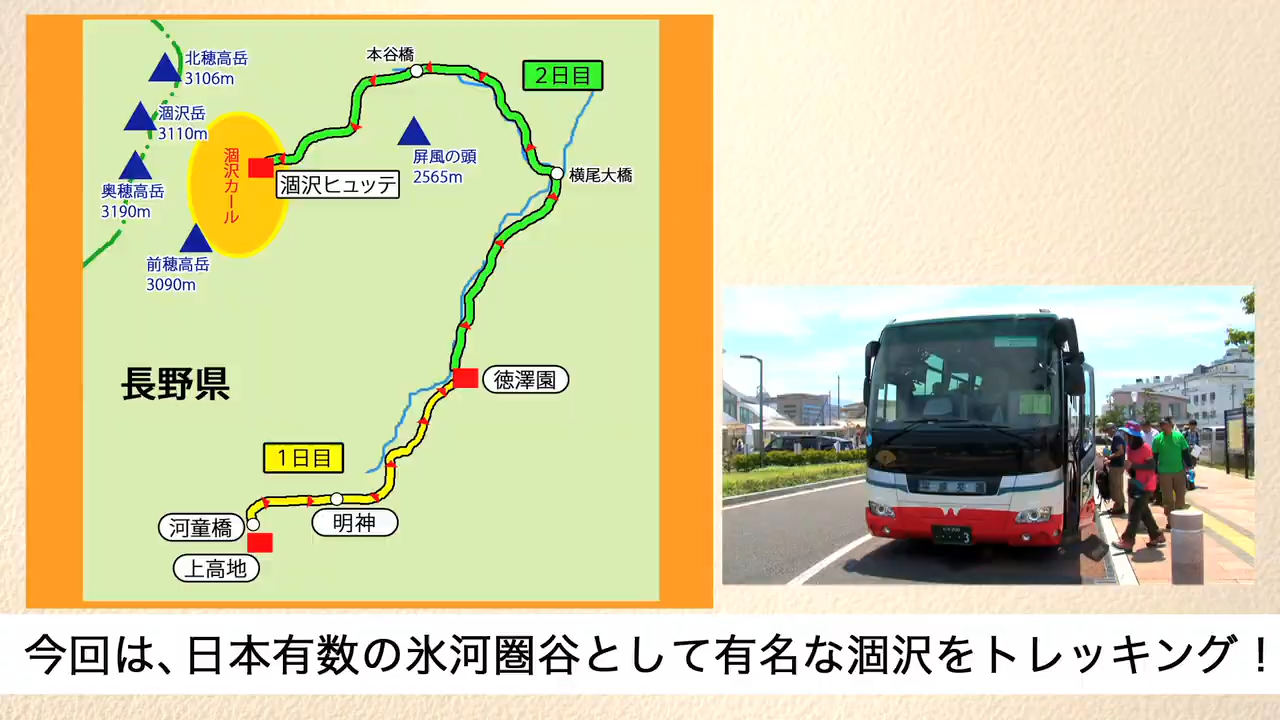 北穂高岳
3106m
涸沢岳
3110m
奥穂高岳
3190m
前穂高岳
3090m
涸沢カール
涸沢ヒュッテ
本谷橋
屏風の頭
2565m
2日目
横尾大橋
長野県
徳澤園
1日目
河童橋
明神
上高地
3
今回は、日本有数の氷河圏谷として有名な涸沢をトレッキング！